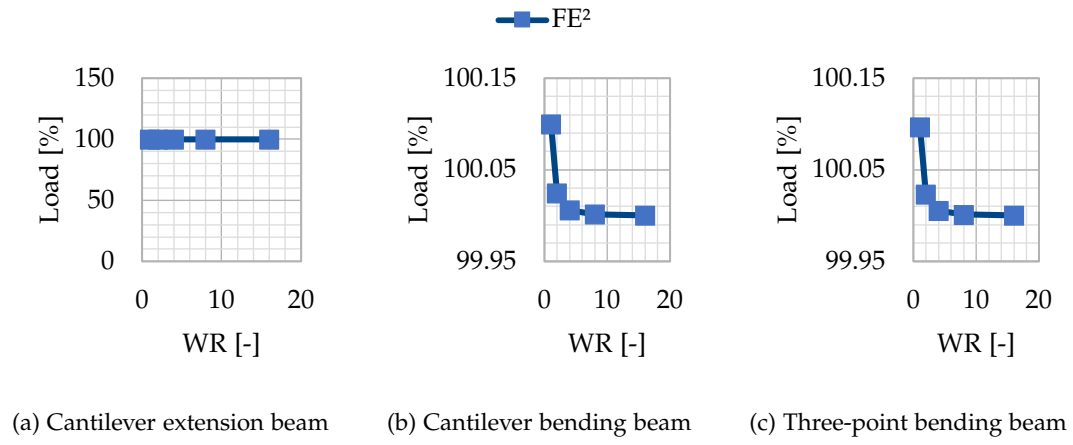 FE²
150
100
50
0
Load [%]
0 10 20
WR [-]
100.15
100.05
99.95
Load [%]
0 10 20
WR [-]
100.15
100.05
99.95
Load [%]
0 10 20
WR [-]
(a) Cantilever extension beam
(b) Cantilever bending beam
(c) Three-point bending beam